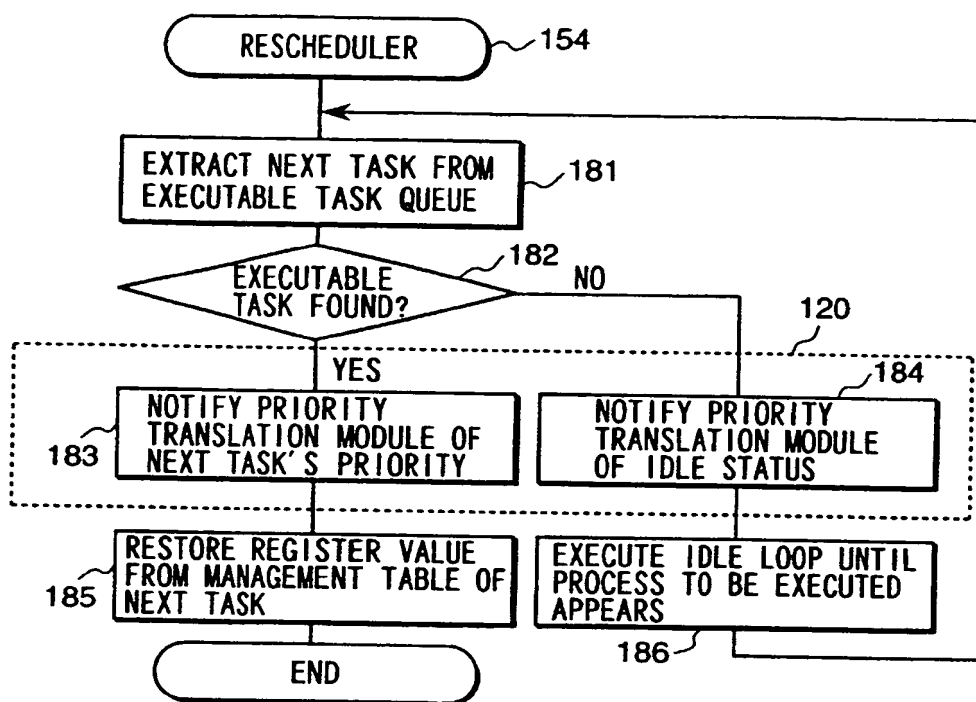 RESCHEDULER
154
EXTRACT NEXT TASK FROM
EXECUTABLE TASK QUEUE
181
182
EXECUTABLE
TASK FOUND?
NO
120
YES
184
NOTIFY PRIORITY
TRANSLATION MODULE OF
NEXT TASK'S PRIORITY
183
NOTIFY PRIORITY
TRANSLATION MODULE
OF IDLE STATUS
RESTORE REGISTER VALUE
FROM MANAGEMENT TABLE OF
NEXT TASK
185
EXECUTE IDLE LOOP UNTIL
PROCESS TO BE EXECUTED
APPEARS
186
END